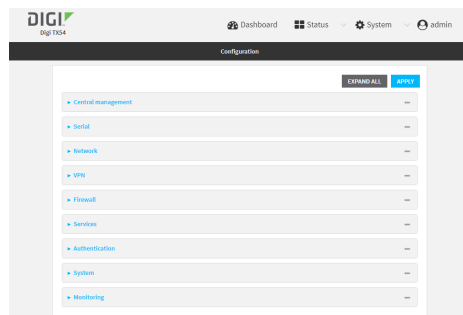 DIGI
Digi TX54
Dashboard Status System admin
Configuration
EXPAND ALL APPLY
Central management
Serial
Network
VPN
Firewall
Services
Authentication
System
Monitoring